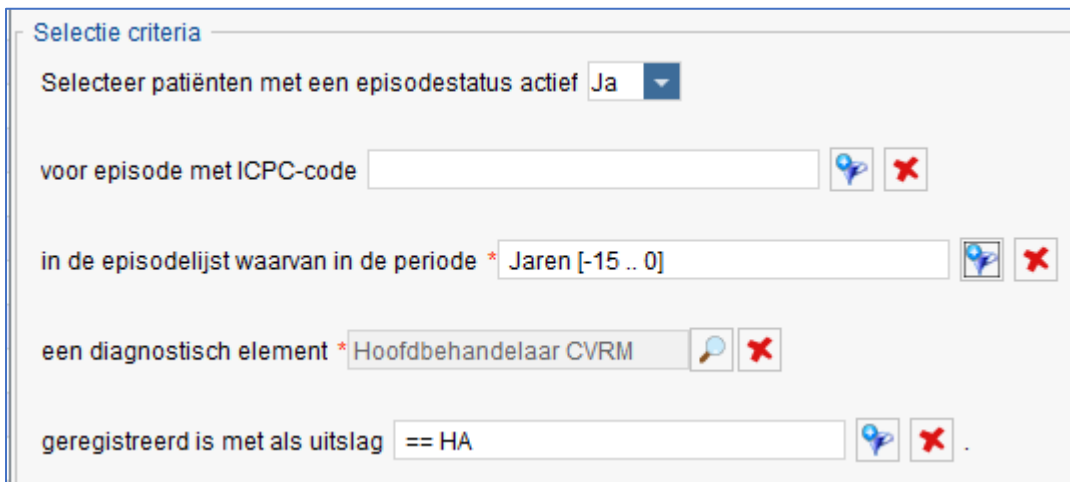 Selectie criteria
Selecteer patiënten met een episodestatus actief Ja
voor episode met ICPC-code
in de episodelijst waarvan in de periode * Jaren [-15 .. 0]
een diagnostisch element * Hoofdbehandelaar CVRM
geregistreerd is met als uitslag == HA .